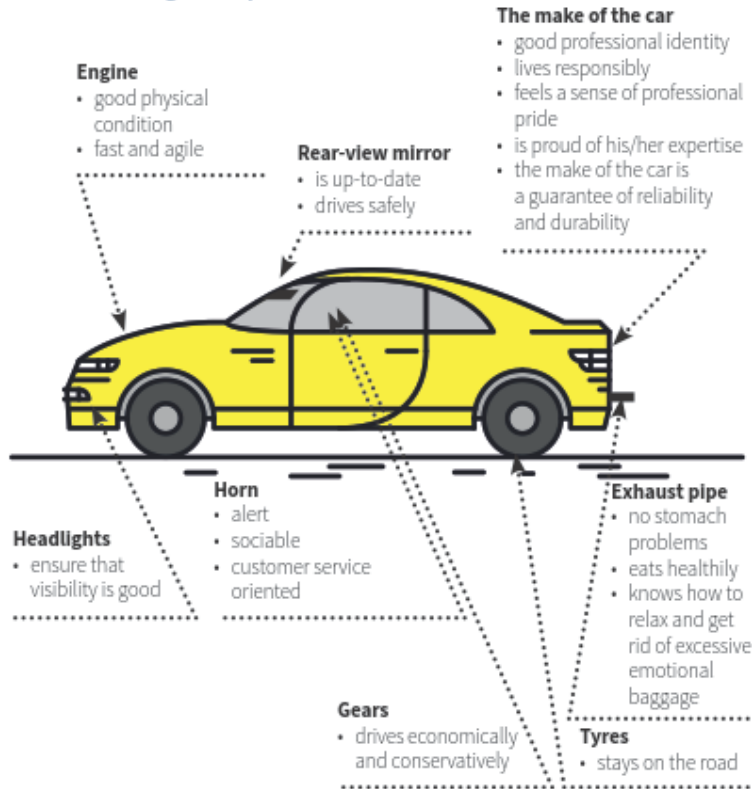 The make of the car
• good professional identity
• lives responsibly
• feels a sense of professional
pride
• is proud of his/her expertise
• the make of the car is
a guarantee of reliability
and durability
Engine
• good physical
condition
• fast and agile
Rear-view mirror
• is up-to-date
• drives safely
Headlights
• ensure that
visibility is good
Horn
• alert
• sociable
• customer service
oriented
Exhaust pipe
• no stomach
problems
• eats healthily
• knows how to
relax and get
rid of excessive
emotional
baggage
Gears
• drives economically
and conservatively
Tyres
• stays on the road